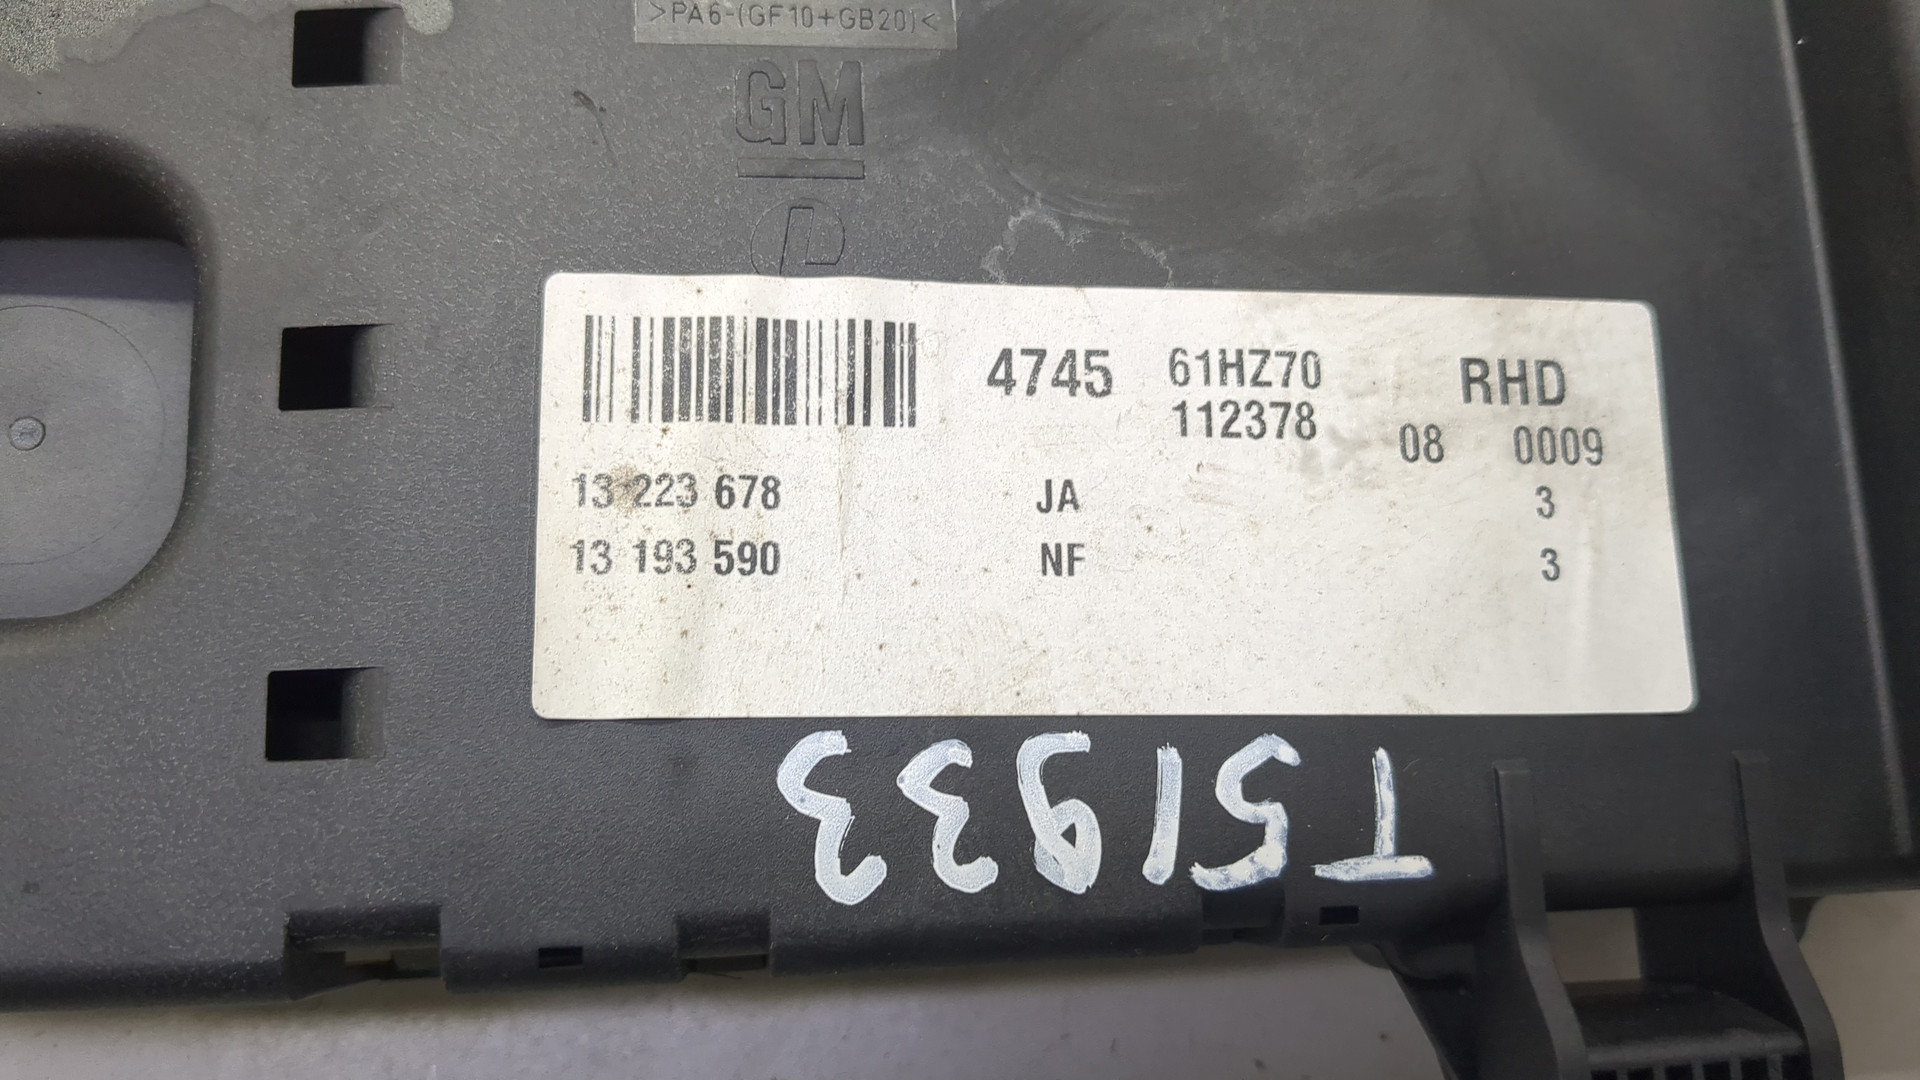 >PA6-(GF10+GB20)<
GM
4745 61HZ70 RHD
112378 08 0009
13 223 678 JA 3
13 193 590 NF 3
T51933